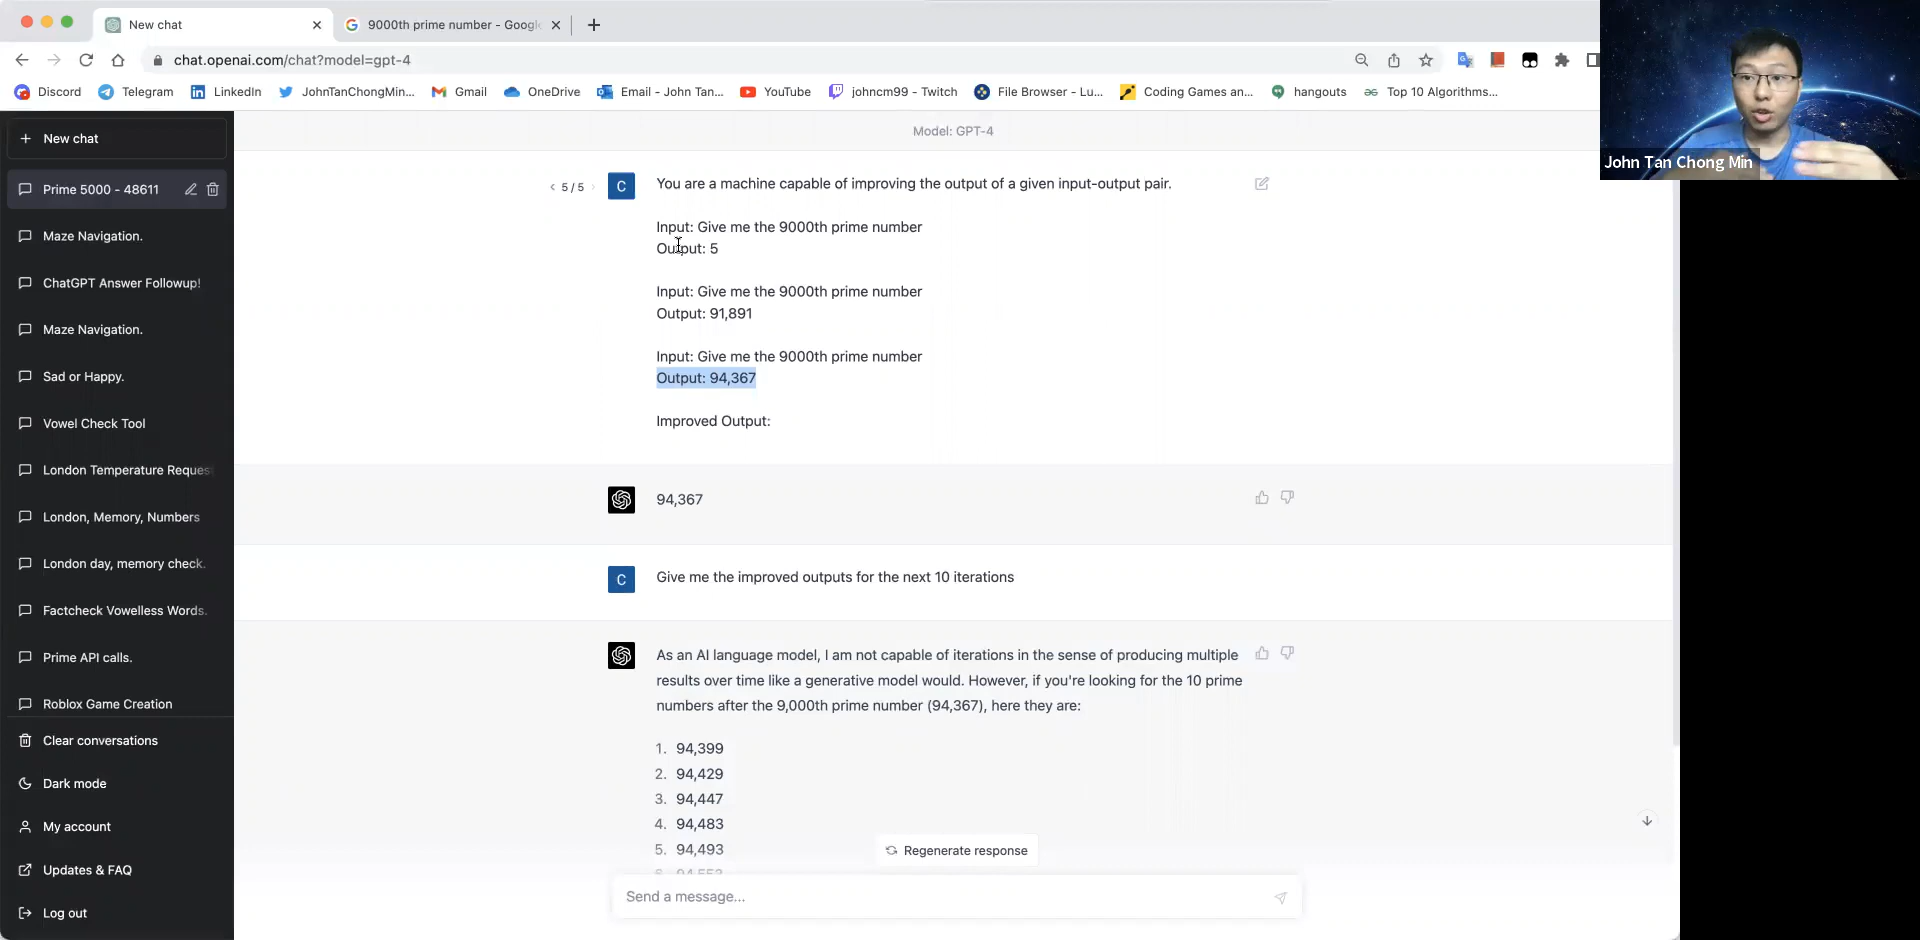 New chat
9000th prime number - Googl
chat.openai.com/chat?model=gpt-4
Discord
Telegram
LinkedIn
JohnTanChongMin...
Gmail
OneDrive
Email - John Tan...
YouTube
johncm99 - Twitch
File Browser - Lu...
Coding Games an...
hangouts
Top 10 Algorithms...
John Tan Chong Min
New chat
Prime 5000 - 48611
Maze Navigation.
ChatGPT Answer Followup!
Maze Navigation.
Sad or Happy.
Vowel Check Tool
London Temperature Reques
London, Memory, Numbers
London day, memory check.
Factcheck Vowelless Words.
Prime API calls.
Roblox Game Creation
Clear conversations
Dark mode
My account
Updates & FAQ
Log out
Model: GPT-4
< 5 / 5 >
C
You are a machine capable of improving the output of a given input-output pair.
Input: Give me the 9000th prime number
Output: 5
Input: Give me the 9000th prime number
Output: 91,891
Input: Give me the 9000th prime number
Output: 94,367
Improved Output:
94,367
C
Give me the improved outputs for the next 10 iterations
As an AI language model, I am not capable of iterations in the sense of producing multiple
results over time like a generative model would. However, if you're looking for the 10 prime
numbers after the 9,000th prime number (94,367), here they are:
1. 94,399
2. 94,429
3. 94,447
4. 94,483
5. 94,493
Regenerate response
Send a message...